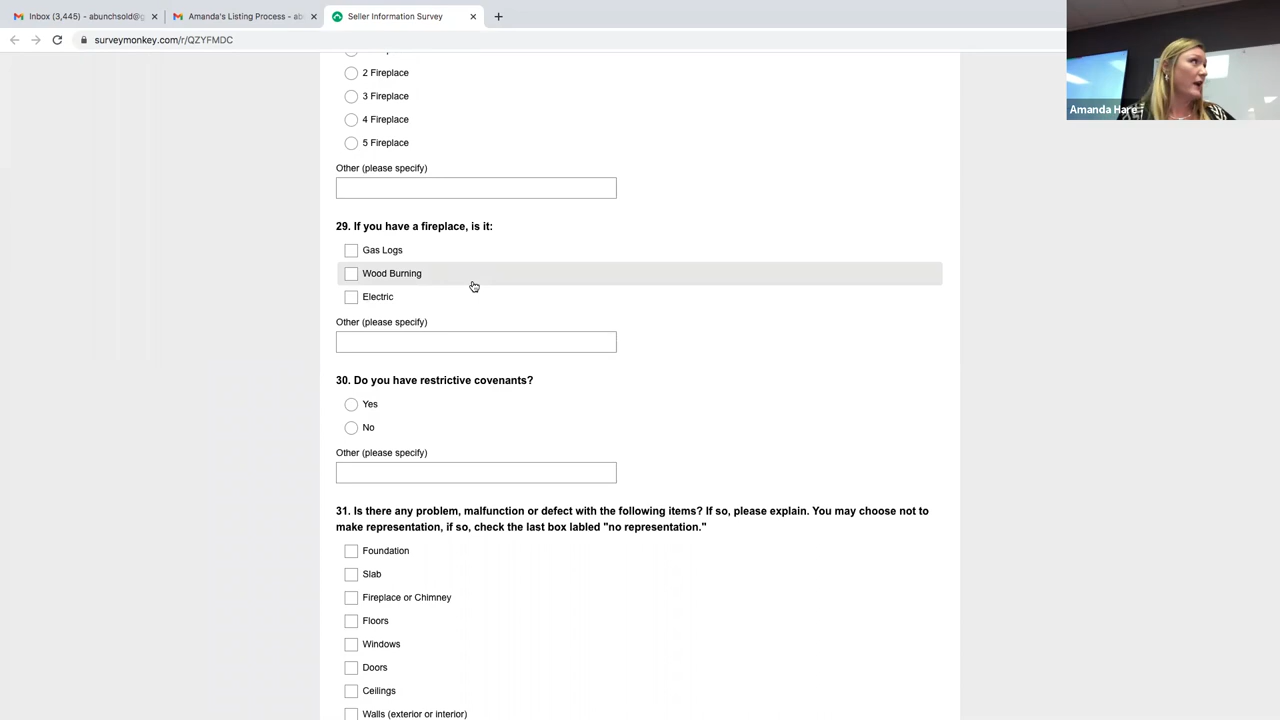 Inbox (3,445) - abunchsold@g
Amanda's Listing Process - ab
Seller Information Survey
surveymonkey.com/r/QZYFMDC
Amanda Hare
2 Fireplace
3 Fireplace
4 Fireplace
5 Fireplace
Other (please specify)
29. If you have a fireplace, is it:
Gas Logs
Wood Burning
Electric
Other (please specify)
30. Do you have restrictive covenants?
Yes
No
Other (please specify)
31. Is there any problem, malfunction or defect with the following items? If so, please explain. You may choose not to
make representation, if so, check the last box labled "no representation."
Foundation
Slab
Fireplace or Chimney
Floors
Windows
Doors
Ceilings
Walls (exterior or interior)